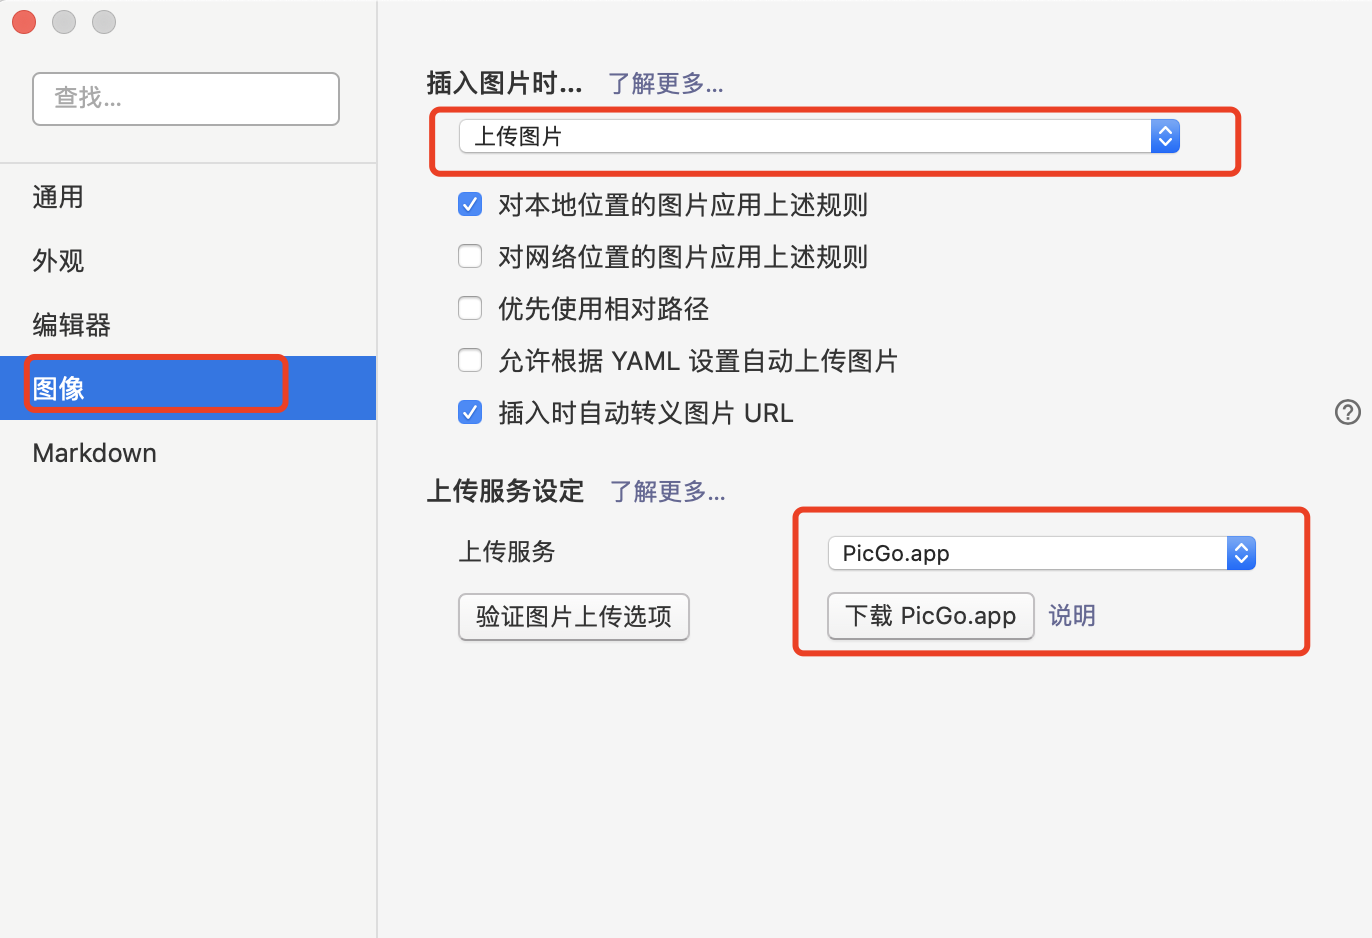 查找...
通用
外观
编辑器
图像
Markdown
插入图片时... 了解更多...
上传图片
对本地位置的图片应用上述规则
对网络位置的图片应用上述规则
优先使用相对路径
允许根据 YAML 设置自动上传图片
插入时自动转义图片 URL
?
上传服务设定 了解更多...
上传服务 PicGo.app
验证图片上传选项 下载 PicGo.app 说明